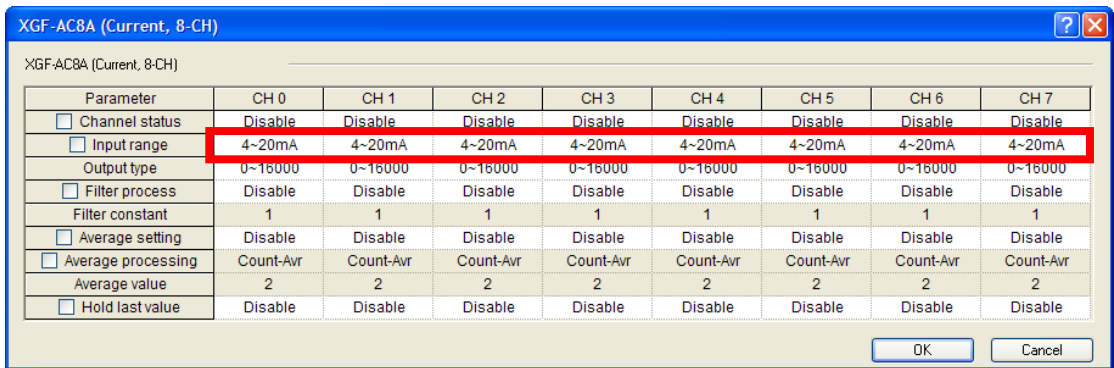 XGF-AC8A (Current, 8-CH)
XGF-AC8A (Current, 8-CH)
Parameter CH 0 CH 1 CH 2 CH 3 CH 4 CH 5 CH 6 CH 7
Channel status Disable Disable Disable Disable Disable Disable Disable Disable
Input range 4~20mA 4~20mA 4~20mA 4~20mA 4~20mA 4~20mA 4~20mA 4~20mA
Output type 0~16000 0~16000 0~16000 0~16000 0~16000 0~16000 0~16000 0~16000
Filter process Disable Disable Disable Disable Disable Disable Disable Disable
Filter constant 1 1 1 1 1 1 1 1
Average setting Disable Disable Disable Disable Disable Disable Disable Disable
Average processing Count-Avr Count-Avr Count-Avr Count-Avr Count-Avr Count-Avr Count-Avr Count-Avr
Average value 2 2 2 2 2 2 2 2
Hold last value Disable Disable Disable Disable Disable Disable Disable Disable
OK Cancel